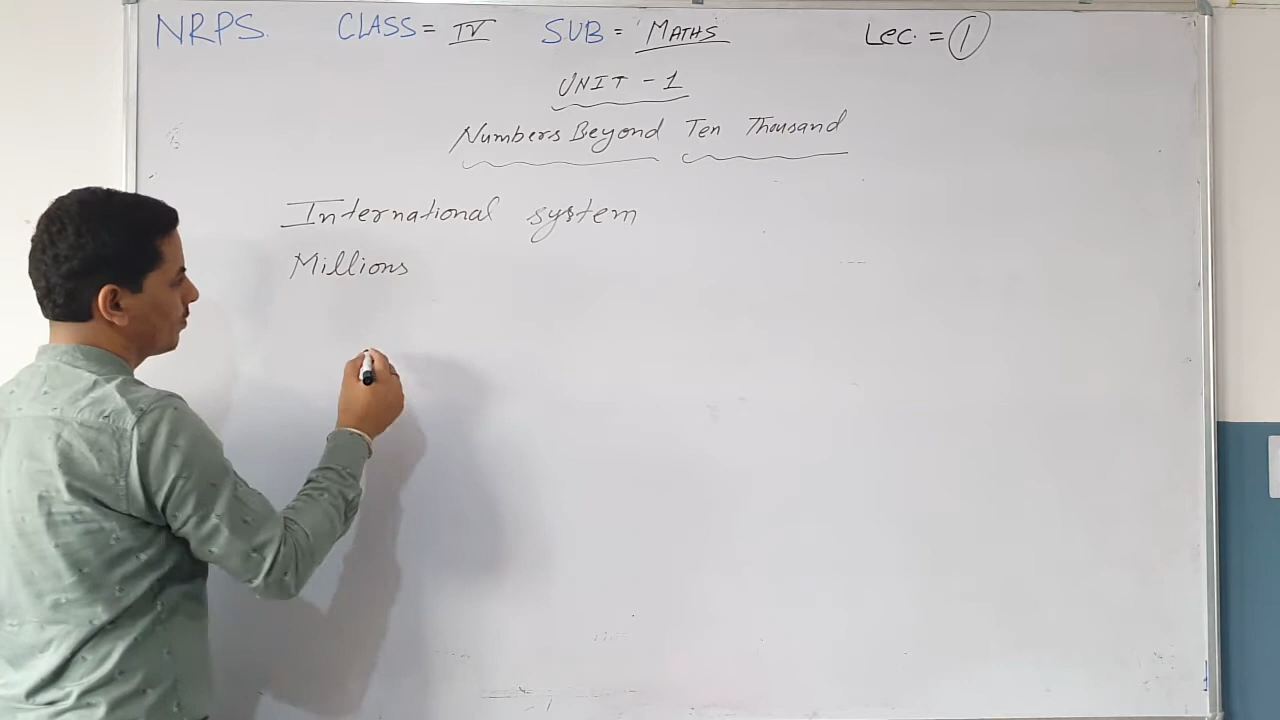 NRPS. CLASS = IV SUB = MATHS Lec. = 1
UNIT - 1
Numbers Beyond Ten Thousand
International system
Millions